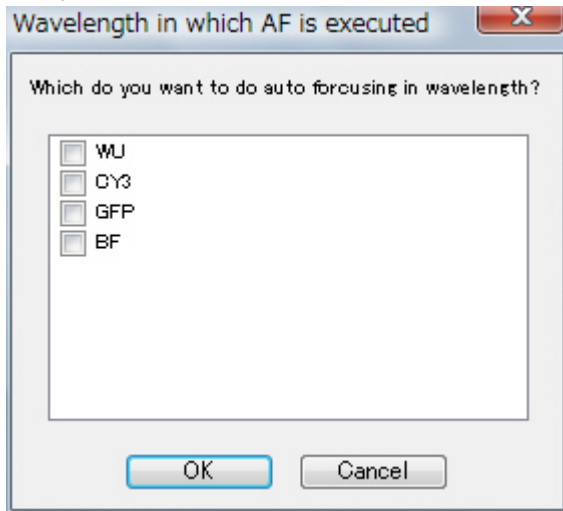 Wavelength in which AF is executed
Which do you want to do auto forcusing in wavelength?
WU
CY3
GFP
BF
OK
Cancel